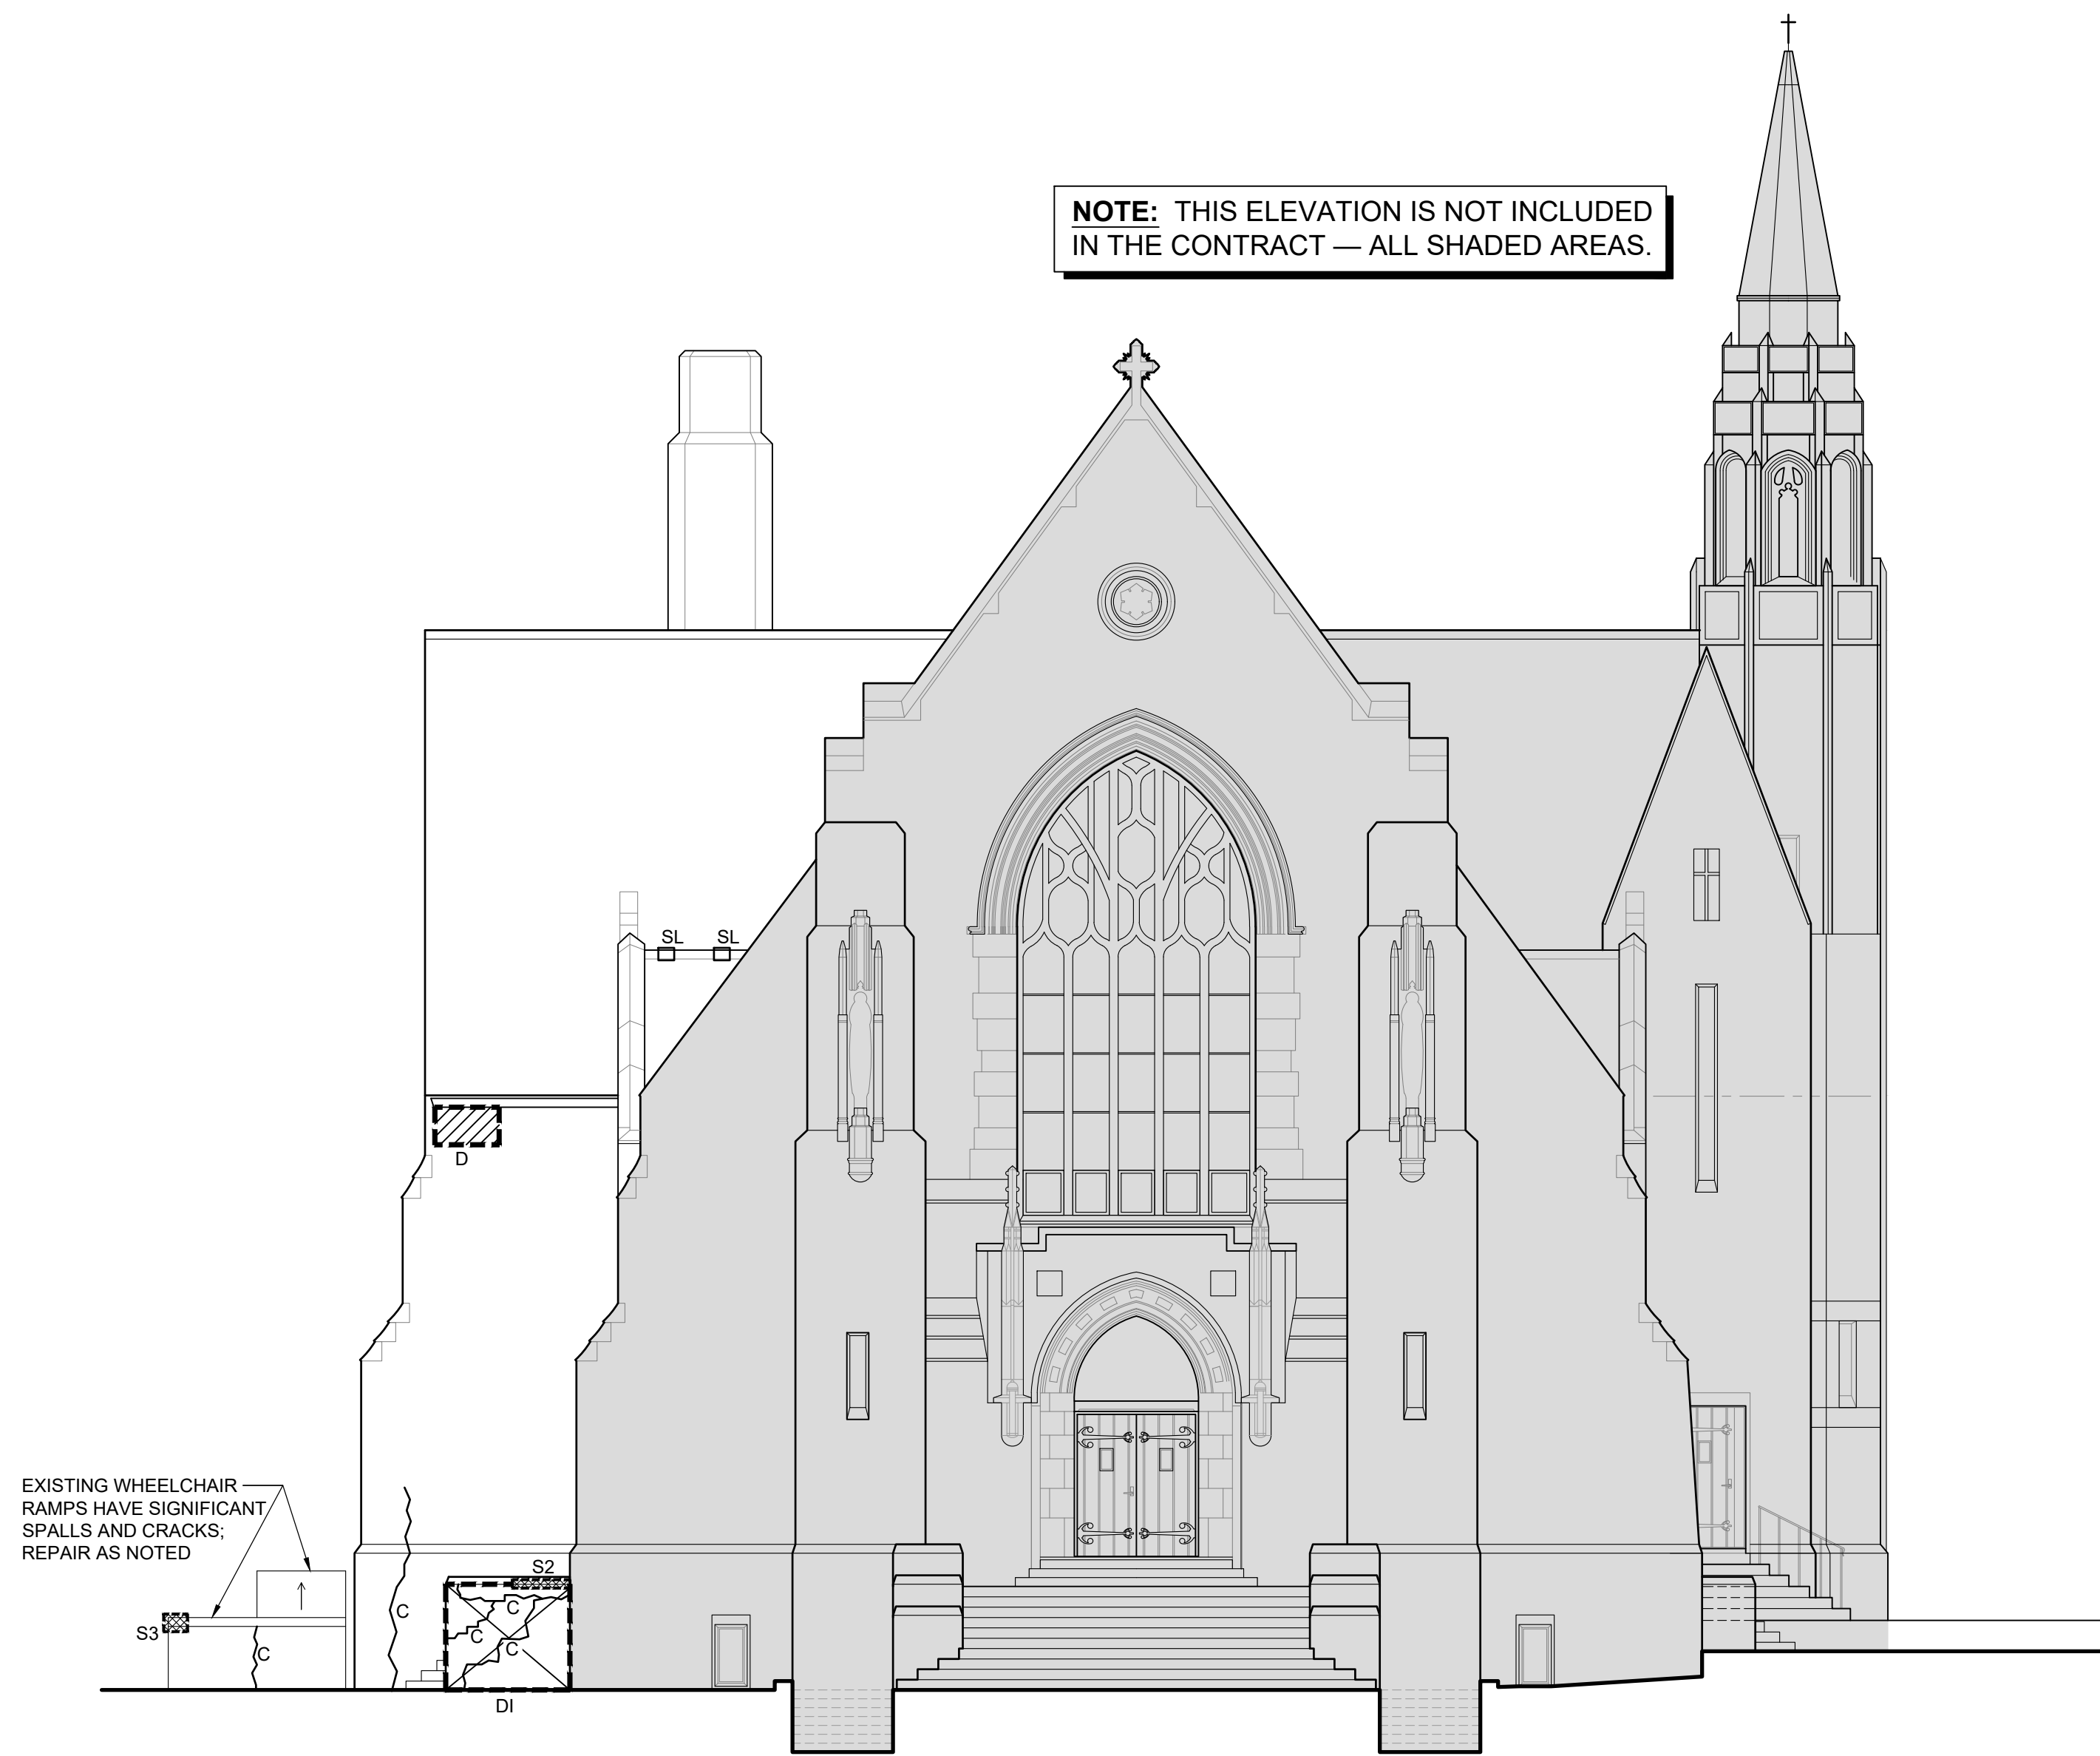 NOTE: THIS ELEVATION IS NOT INCLUDED
IN THE CONTRACT — ALL SHADED AREAS.
SL SL
D
EXISTING WHEELCHAIR
RAMPS HAVE SIGNIFICANT
SPALLS AND CRACKS;
REPAIR AS NOTED
S2
C
C
S3
C
C
C
DI